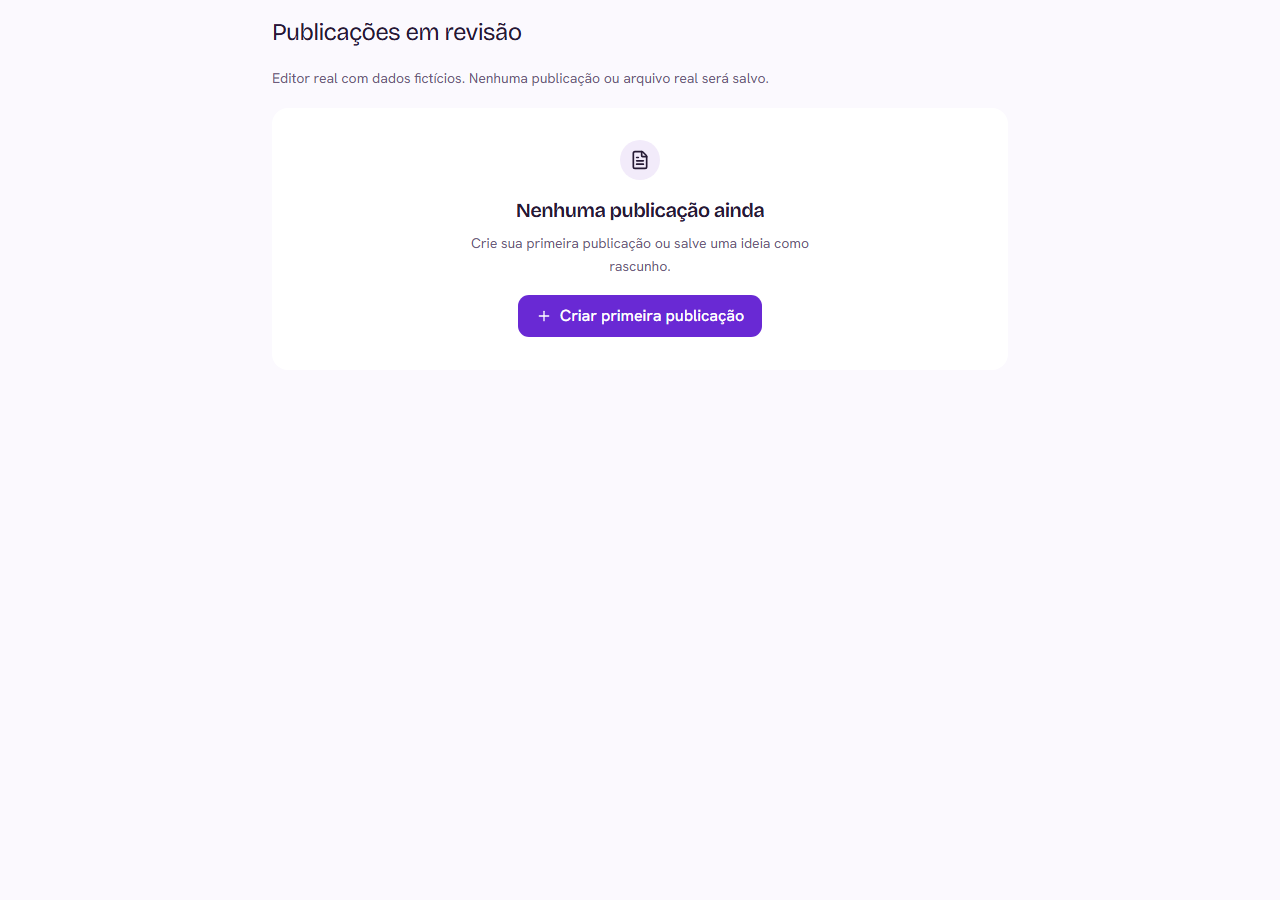 Publicações em revisão
Editor real com dados fictícios. Nenhuma publicação ou arquivo real será salvo.
Nenhuma publicação ainda
Crie sua primeira publicação ou salve uma ideia como
rascunho.
Criar primeira publicação